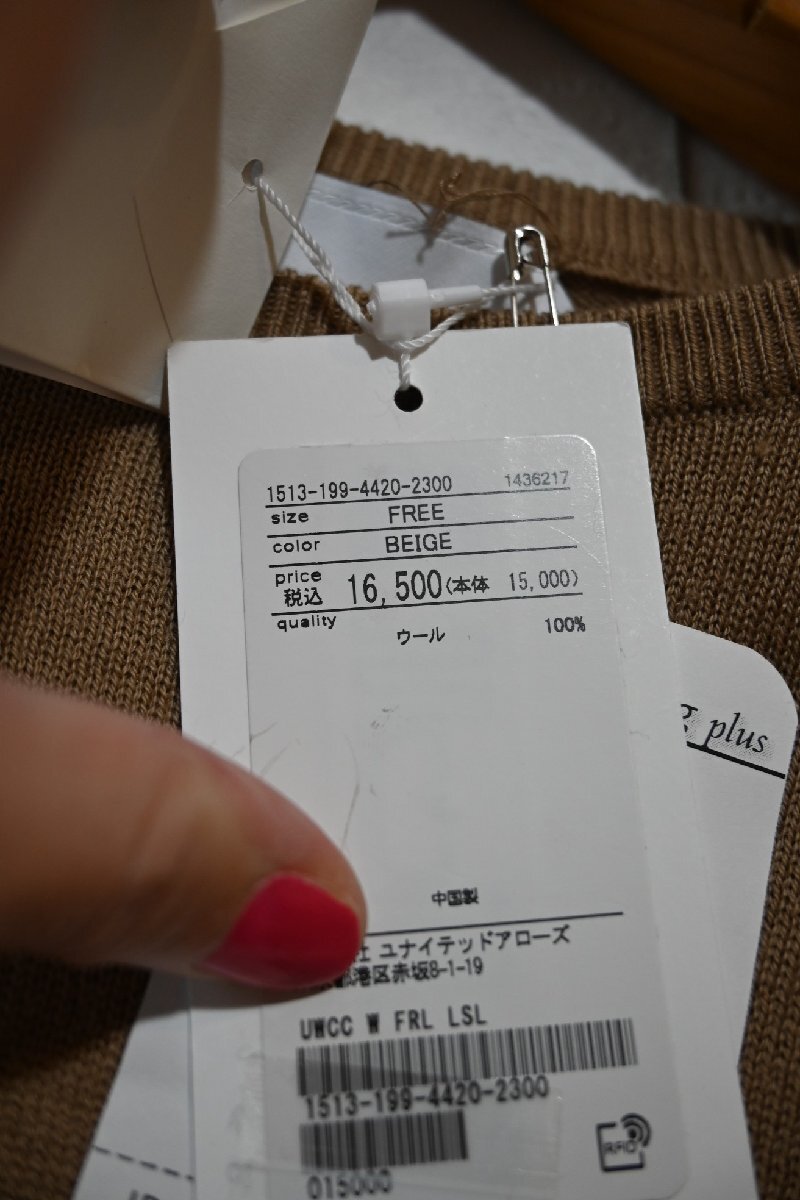 1513-199-4420-2300 1436217
size FREE
color BEIGE
price
税込 16,500(本体 15,000)
quality
ウール 100%
plus
中国製
社 ユナイテッドアローズ
港区赤坂8-1-19
UWCC W FRL LSL
1513-199-4420-2300
RFID
015000